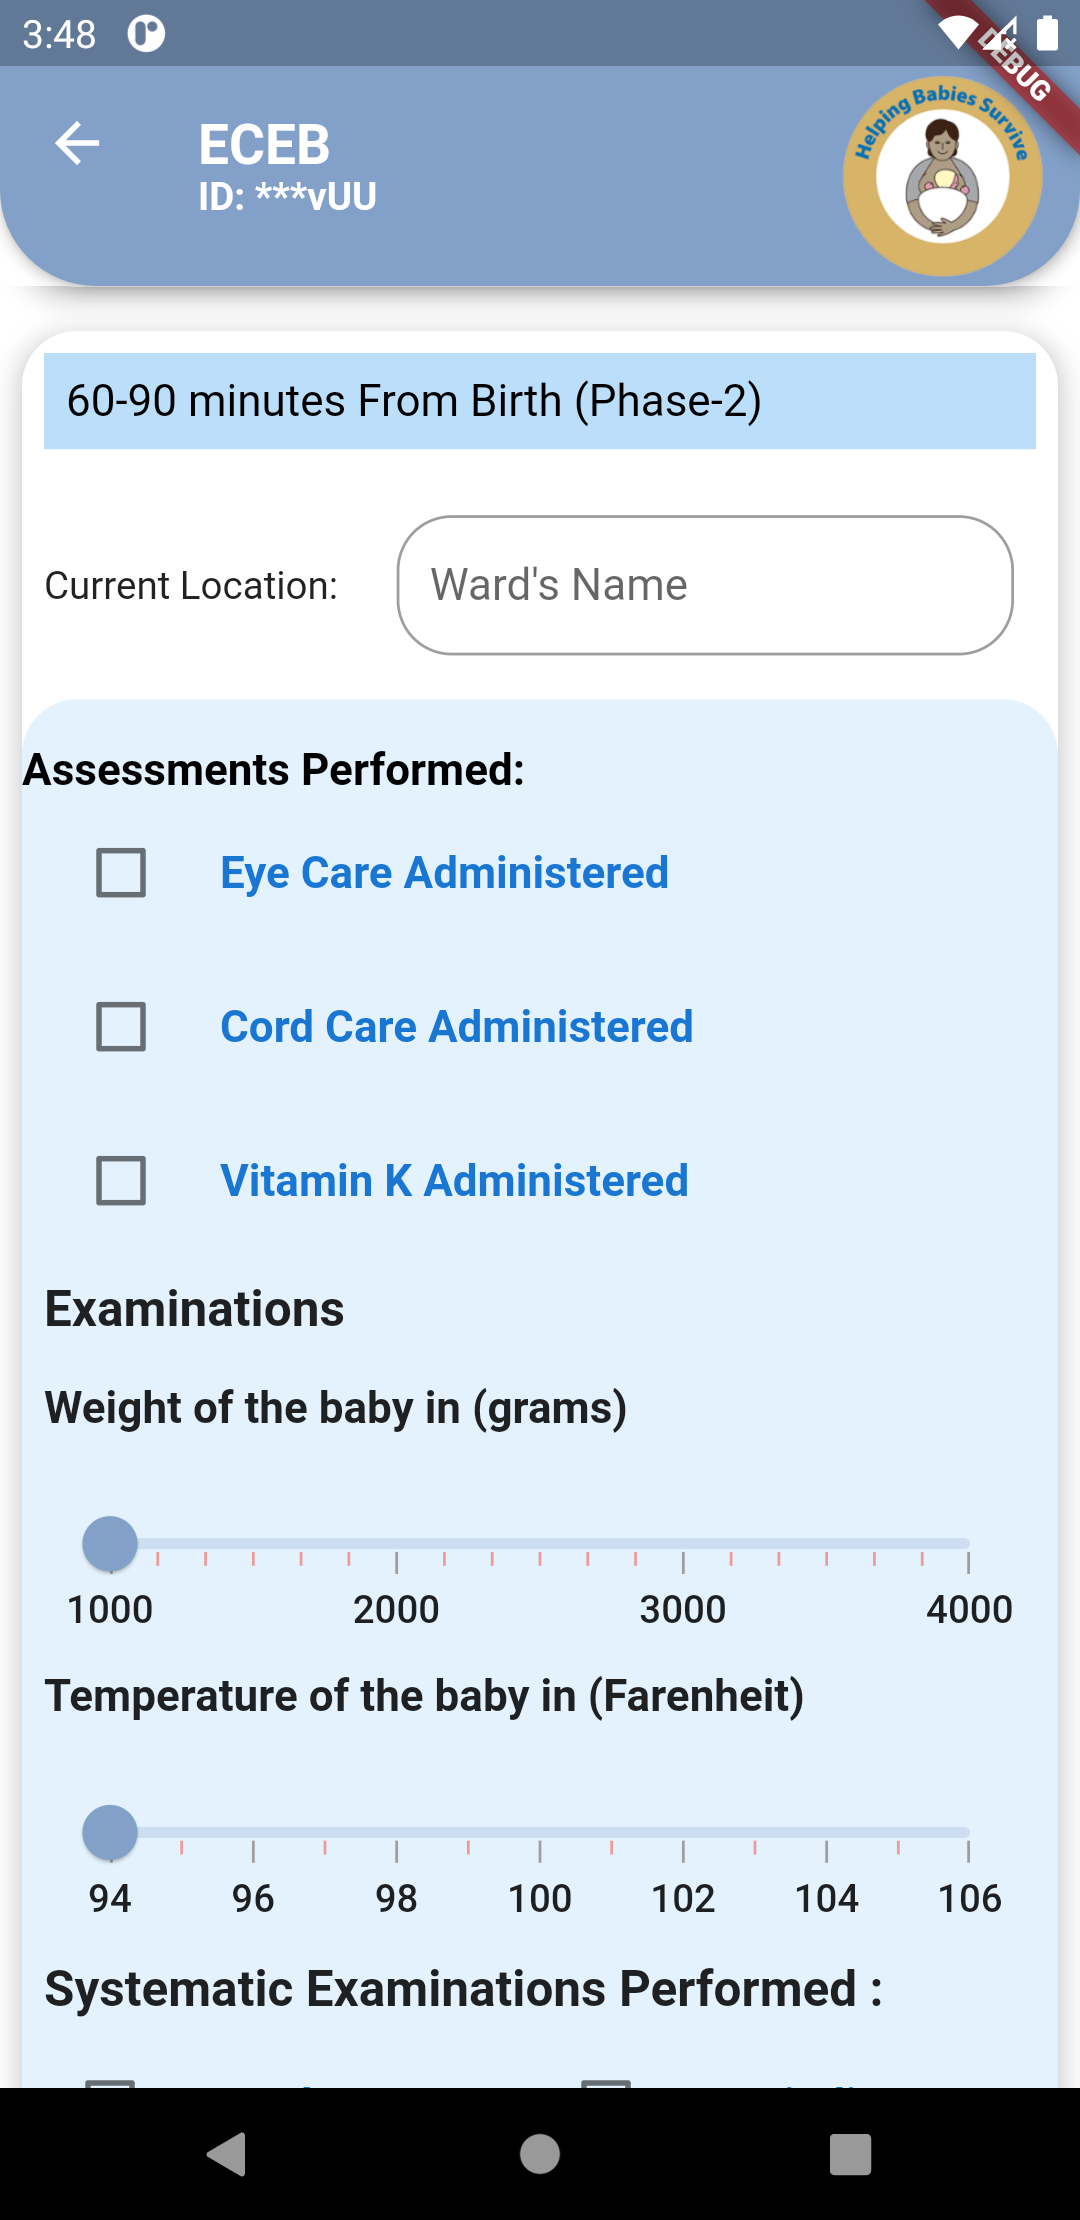 3:48
DEBUG
Helping Babies Survive
ECEB
ID: ***vUU
60-90 minutes From Birth (Phase-2)
Current Location:
Ward's Name
Assessments Performed:
Eye Care Administered
Cord Care Administered
Vitamin K Administered
Examinations
Weight of the baby in (grams)
1000 2000 3000 4000
Temperature of the baby in (Farenheit)
94 96 98 100 102 104 106
Systematic Examinations Performed :